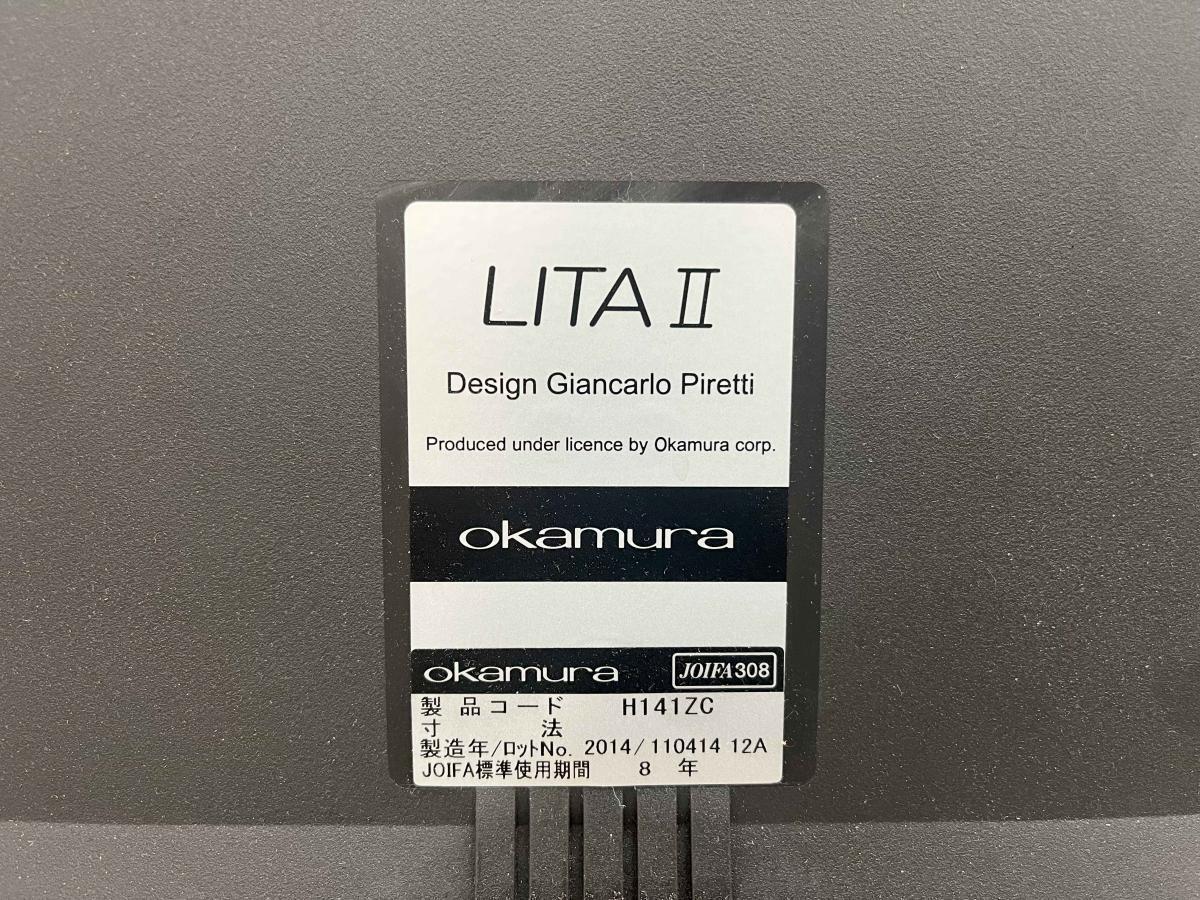 LITA II
Design Giancarlo Piretti
Produced under licence by Okamura corp.
okamura
okamura JOIFA308
製品コード H141ZC
寸法
製造年/ロットNo. 2014/110414 12A
JOIFA標準使用期間 8 年